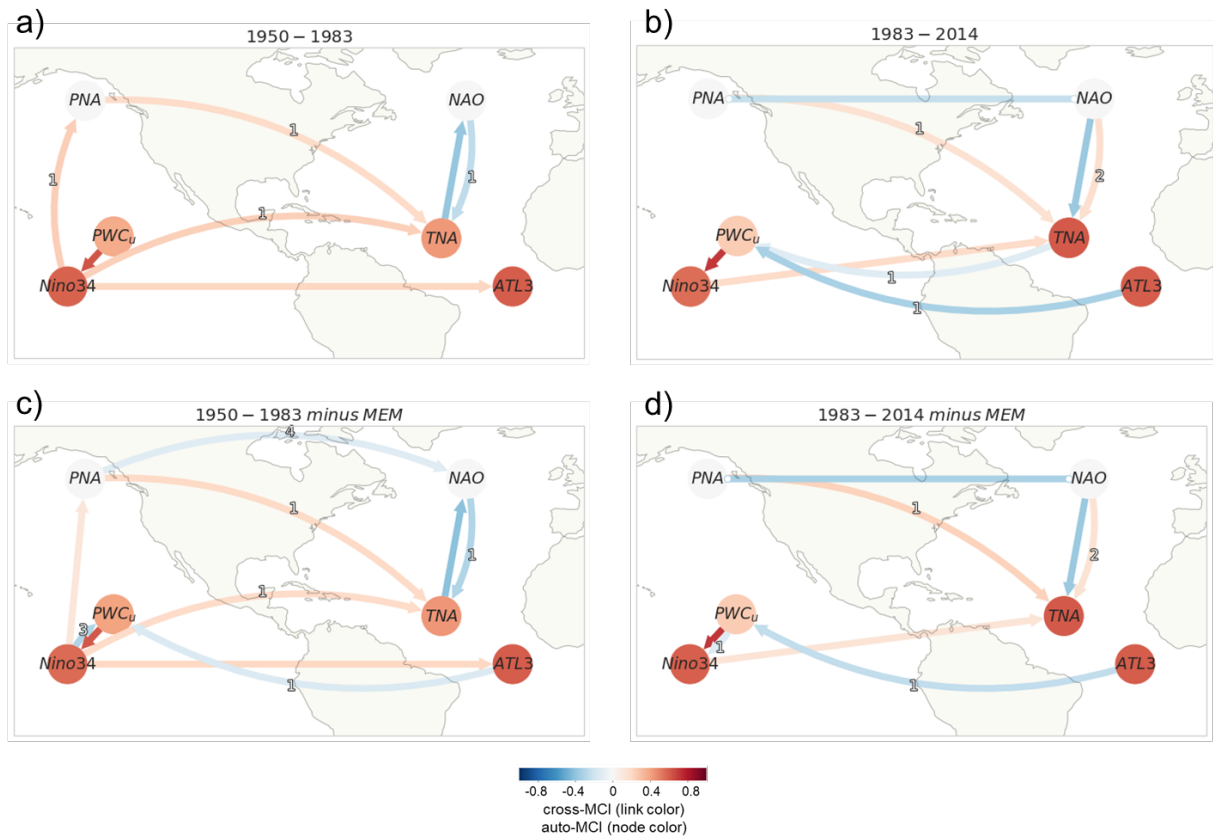 a)
1950 − 1983
PNA
NAO
1
1
1
1
PWCu
TNA
Nino34
ATL3
b)
1983 − 2014
PNA
NAO
1
2
PWCu
TNA
1
Nino34
ATL3
1
c)
1950 − 1983 minus MEM
4
PNA
NAO
1
1
1
PWCu
TNA
3
Nino34
ATL3
1
d)
1983 − 2014 minus MEM
PNA
NAO
1
2
PWCu
TNA
1
Nino34
ATL3
1
-0.8 -0.4 0 0.4 0.8
cross-MCI (link color)
auto-MCI (node color)